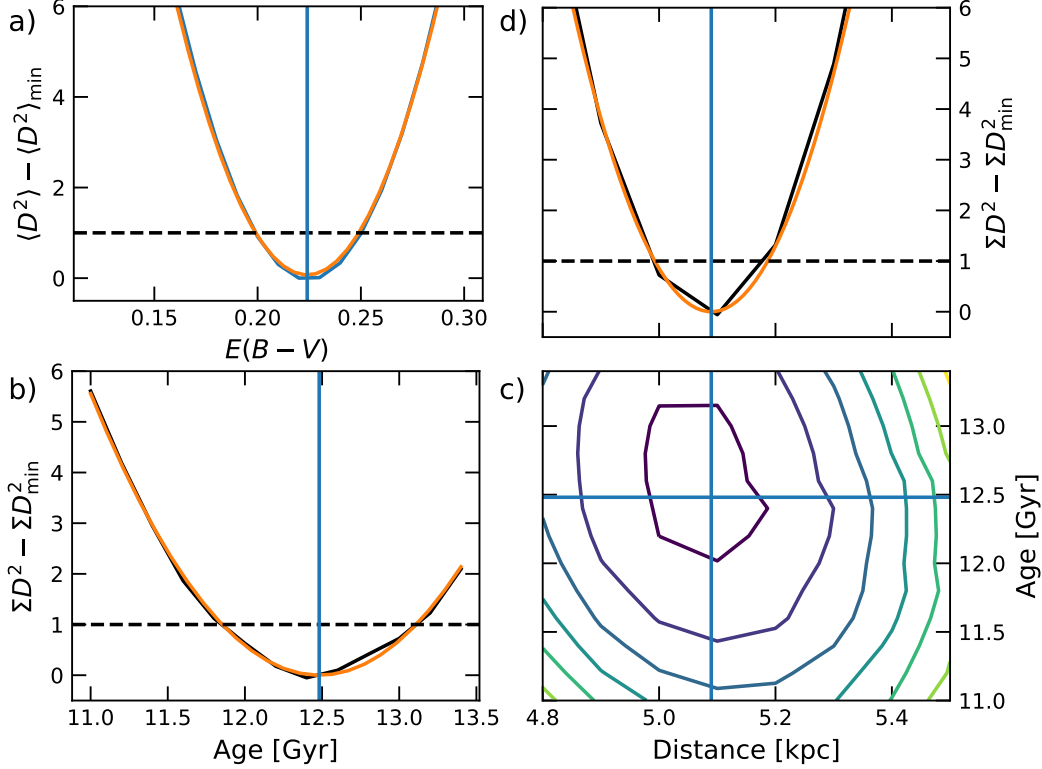 a)
⟨D²⟩ − ⟨D²⟩min
6
4
2
0
0.15 0.20 0.25 0.30
E(B − V)
d)
6
5
4
3
2
1
0
ΣD² − ΣD²min
b)
ΣD² − ΣD²min
6
5
4
3
2
1
0
11.0 11.5 12.0 12.5 13.0 13.5
Age [Gyr]
c)
13.0
12.5
12.0
11.5
11.0
Age [Gyr]
4.8 5.0 5.2 5.4
Distance [kpc]